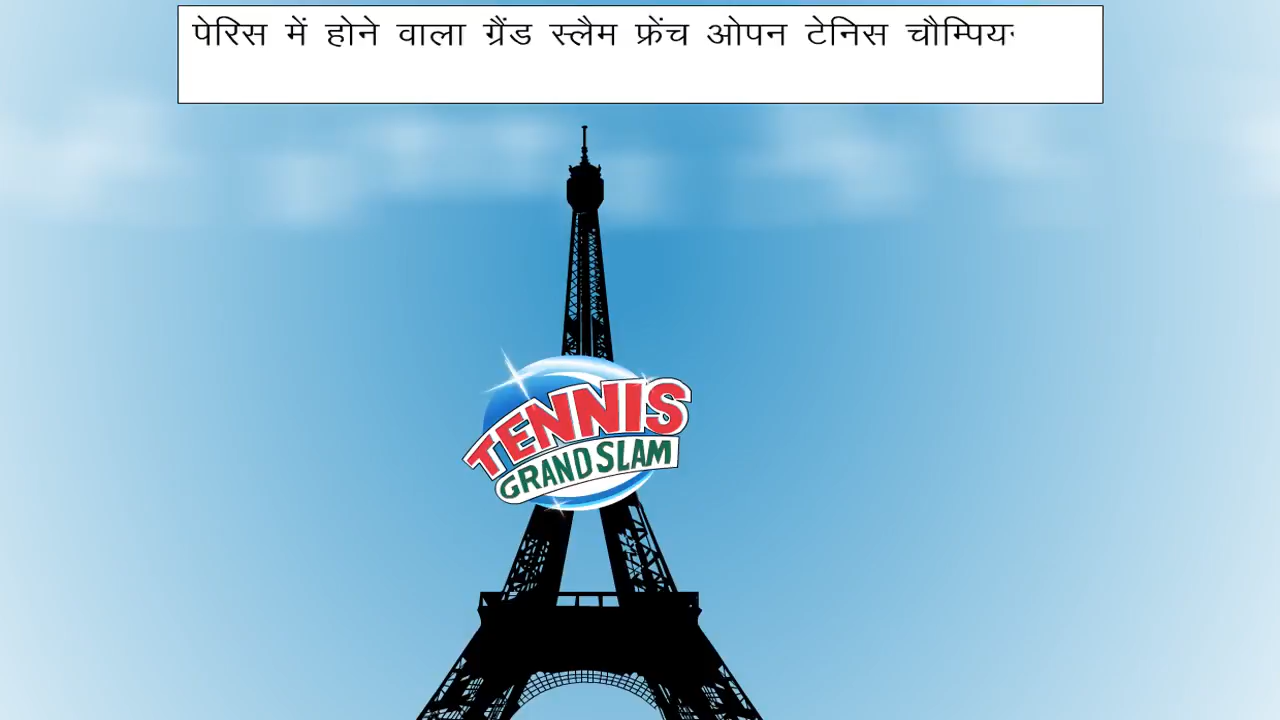 पेरिस में होने वाला ग्रैंड स्लैम फ्रेंच ओपन टेनिस
TENNIS
GRAND SLAM